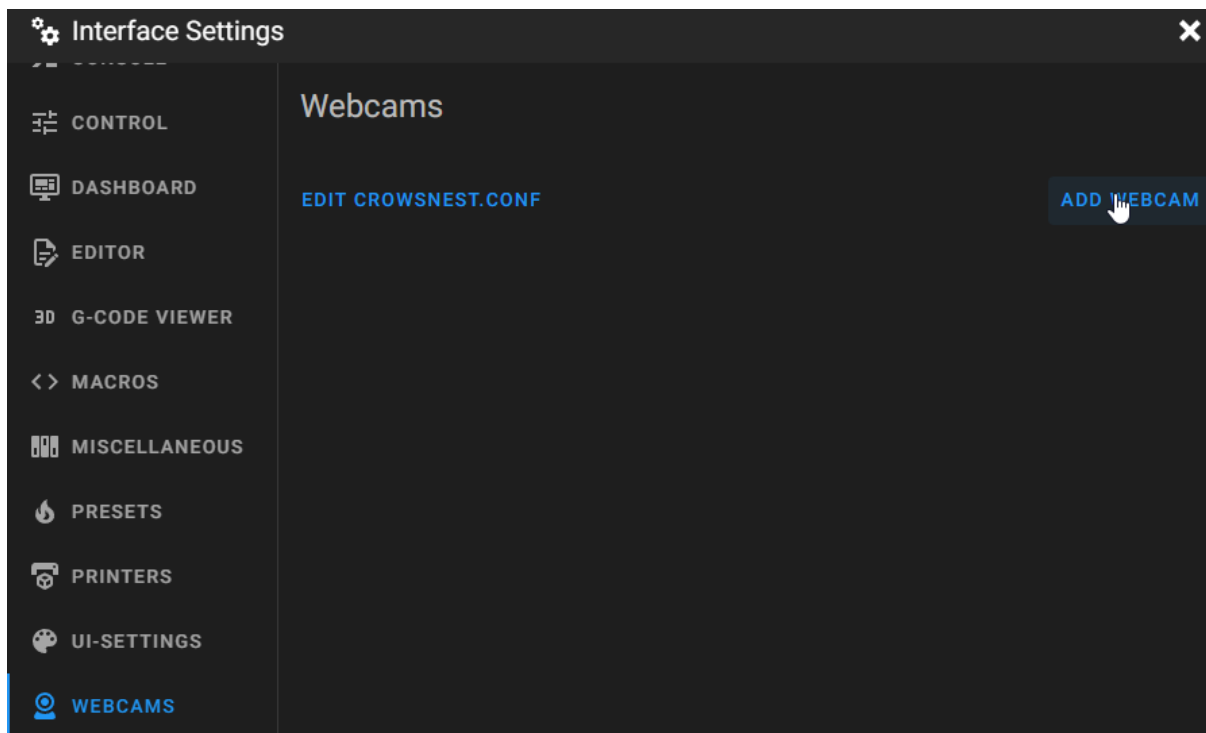 Interface Settings
CONSOLE
CONTROL
DASHBOARD
EDITOR
3D G-CODE VIEWER
MACROS
MISCELLANEOUS
PRESETS
PRINTERS
UI-SETTINGS
WEBCAMS
Webcams
EDIT CROWSNEST.CONF
ADD WEBCAM